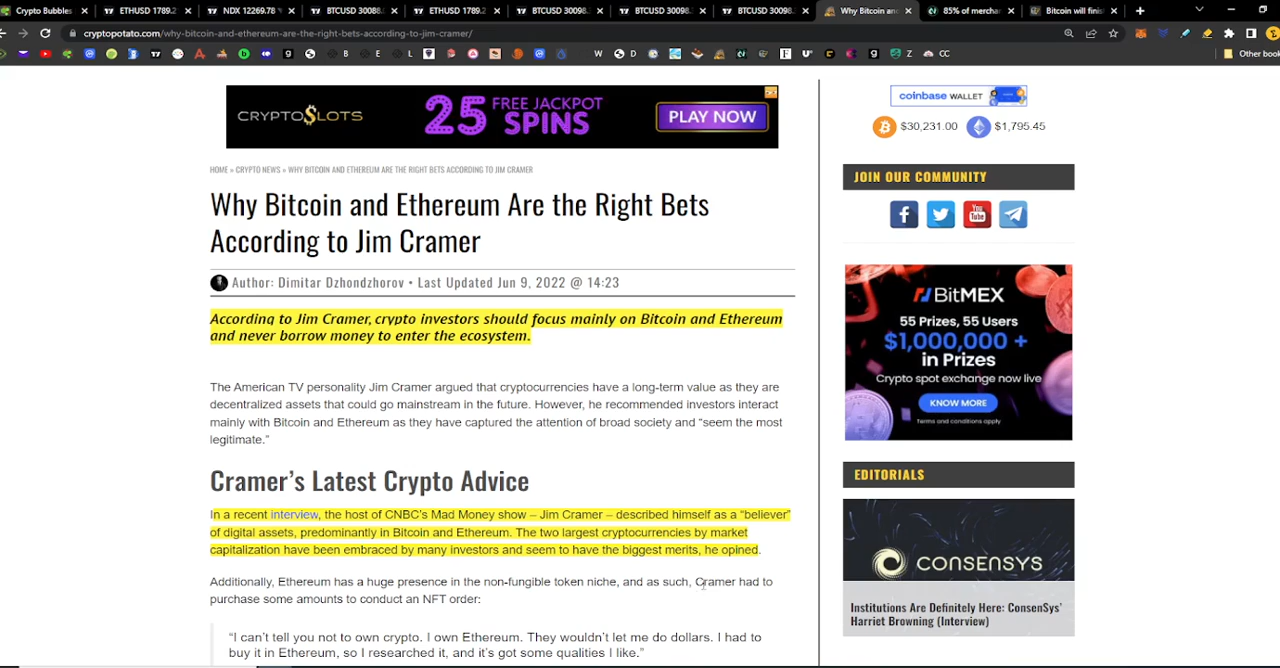 Crypto Bubbles
ETHUSD 1789.2
NDX 12269.78
BTCUSD 30088.
ETHUSD 1789.
BTCUSD 30098.
BTCUSD 30098.
BTCUSD 30098.
Why Bitcoin and
85% of mercha
Bitcoin will finis
cryptopotato.com/why-bitcoin-and-ethereum-are-the-right-bets-according-to-jim-cramer/
B E L W D Z CC
Other book
CRYPTO$LOTS
25 FREE JACKPOT SPINS
PLAY NOW
coinbase WALLET
$30,231.00 $1,795.45
HOME » CRYPTO NEWS » WHY BITCOIN AND ETHEREUM ARE THE RIGHT BETS ACCORDING TO JIM CRAMER
Why Bitcoin and Ethereum Are the Right Bets
According to Jim Cramer
Author: Dimitar Dzhondzhorov • Last Updated Jun 9, 2022 @ 14:23
According to Jim Cramer, crypto investors should focus mainly on Bitcoin and Ethereum
and never borrow money to enter the ecosystem.
The American TV personality Jim Cramer argued that cryptocurrencies have a long-term value as they are
decentralized assets that could go mainstream in the future. However, he recommended investors interact
mainly with Bitcoin and Ethereum as they have captured the attention of broad society and “seem the most
legitimate.”
Cramer’s Latest Crypto Advice
In a recent interview, the host of CNBC’s Mad Money show – Jim Cramer – described himself as a “believer”
of digital assets, predominantly in Bitcoin and Ethereum. The two largest cryptocurrencies by market
capitalization have been embraced by many investors and seem to have the biggest merits, he opined.
Additionally, Ethereum has a huge presence in the non-fungible token niche, and as such, Cramer had to
purchase some amounts to conduct an NFT order:
“I can’t tell you not to own crypto. I own Ethereum. They wouldn’t let me do dollars. I had to
buy it in Ethereum, so I researched it, and it’s got some qualities I like.”
JOIN OUR COMMUNITY
You Tube
BitMEX
55 Prizes, 55 Users
$1,000,000 +
in Prizes
Crypto spot exchange now live
KNOW MORE
Terms and conditions apply
EDITORIALS
CONSENSYS
Institutions Are Definitely Here: ConsenSys’
Harriet Browning (Interview)